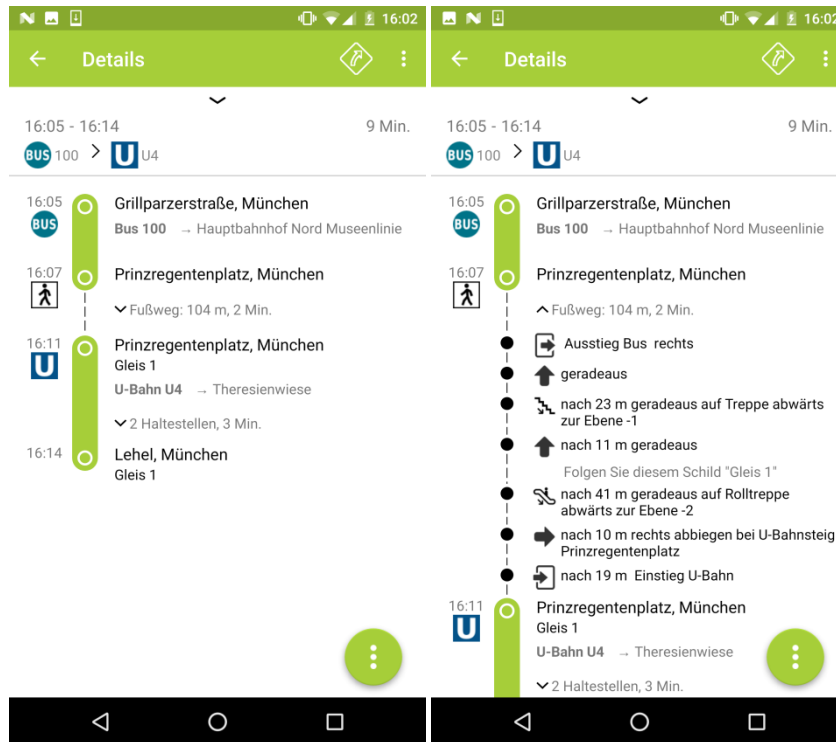 16:02
Details
16:05 - 16:14
9 Min.
BUS 100 > U U4
16:05
Grillparzerstraße, München
BUS
Bus 100 → Hauptbahnhof Nord Museenlinie
16:07
Prinzregentenplatz, München
Fußweg: 104 m, 2 Min.
16:11
Prinzregentenplatz, München
U
Gleis 1
U-Bahn U4 → Theresienwiese
2 Haltestellen, 3 Min.
16:14
Lehel, München
Gleis 1
16:02
Details
16:05 - 16:14
9 Min.
BUS 100 > U U4
16:05
Grillparzerstraße, München
BUS
Bus 100 → Hauptbahnhof Nord Museenlinie
16:07
Prinzregentenplatz, München
Fußweg: 104 m, 2 Min.
Ausstieg Bus rechts
geradeaus
nach 23 m geradeaus auf Treppe abwärts
zur Ebene -1
nach 11 m geradeaus
Folgen Sie diesem Schild "Gleis 1"
nach 41 m geradeaus auf Rolltreppe
abwärts zur Ebene -2
nach 10 m rechts abbiegen bei U-Bahnsteig
Prinzregentenplatz
nach 19 m Einstieg U-Bahn
16:11
Prinzregentenplatz, München
U
Gleis 1
U-Bahn U4 → Theresienwiese
2 Haltestellen, 3 Min.